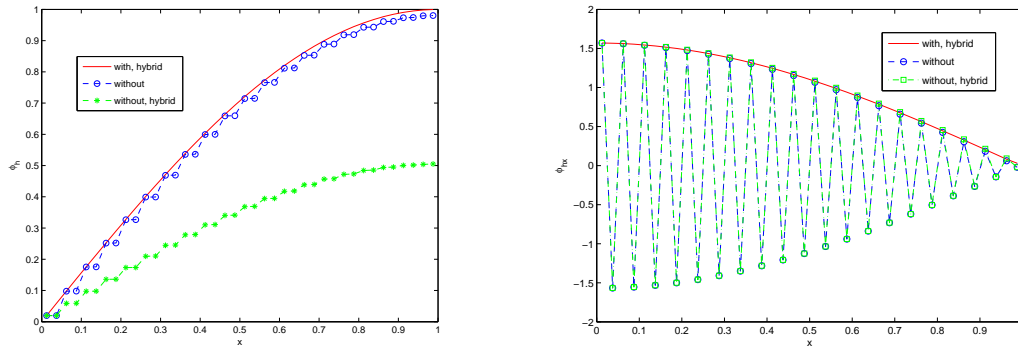 1
0.9
0.8
0.7
0.6
0.5
0.4
0.3
0.2
0.1
0
ϕh
with, hybrid
without
without, hybrid
0 0.1 0.2 0.3 0.4 0.5 0.6 0.7 0.8 0.9 1
x
2
1.5
1
0.5
0
−0.5
−1
−1.5
−2
ϕhx
with, hybrid
without
without, hybrid
0 0.1 0.2 0.3 0.4 0.5 0.6 0.7 0.8 0.9
x